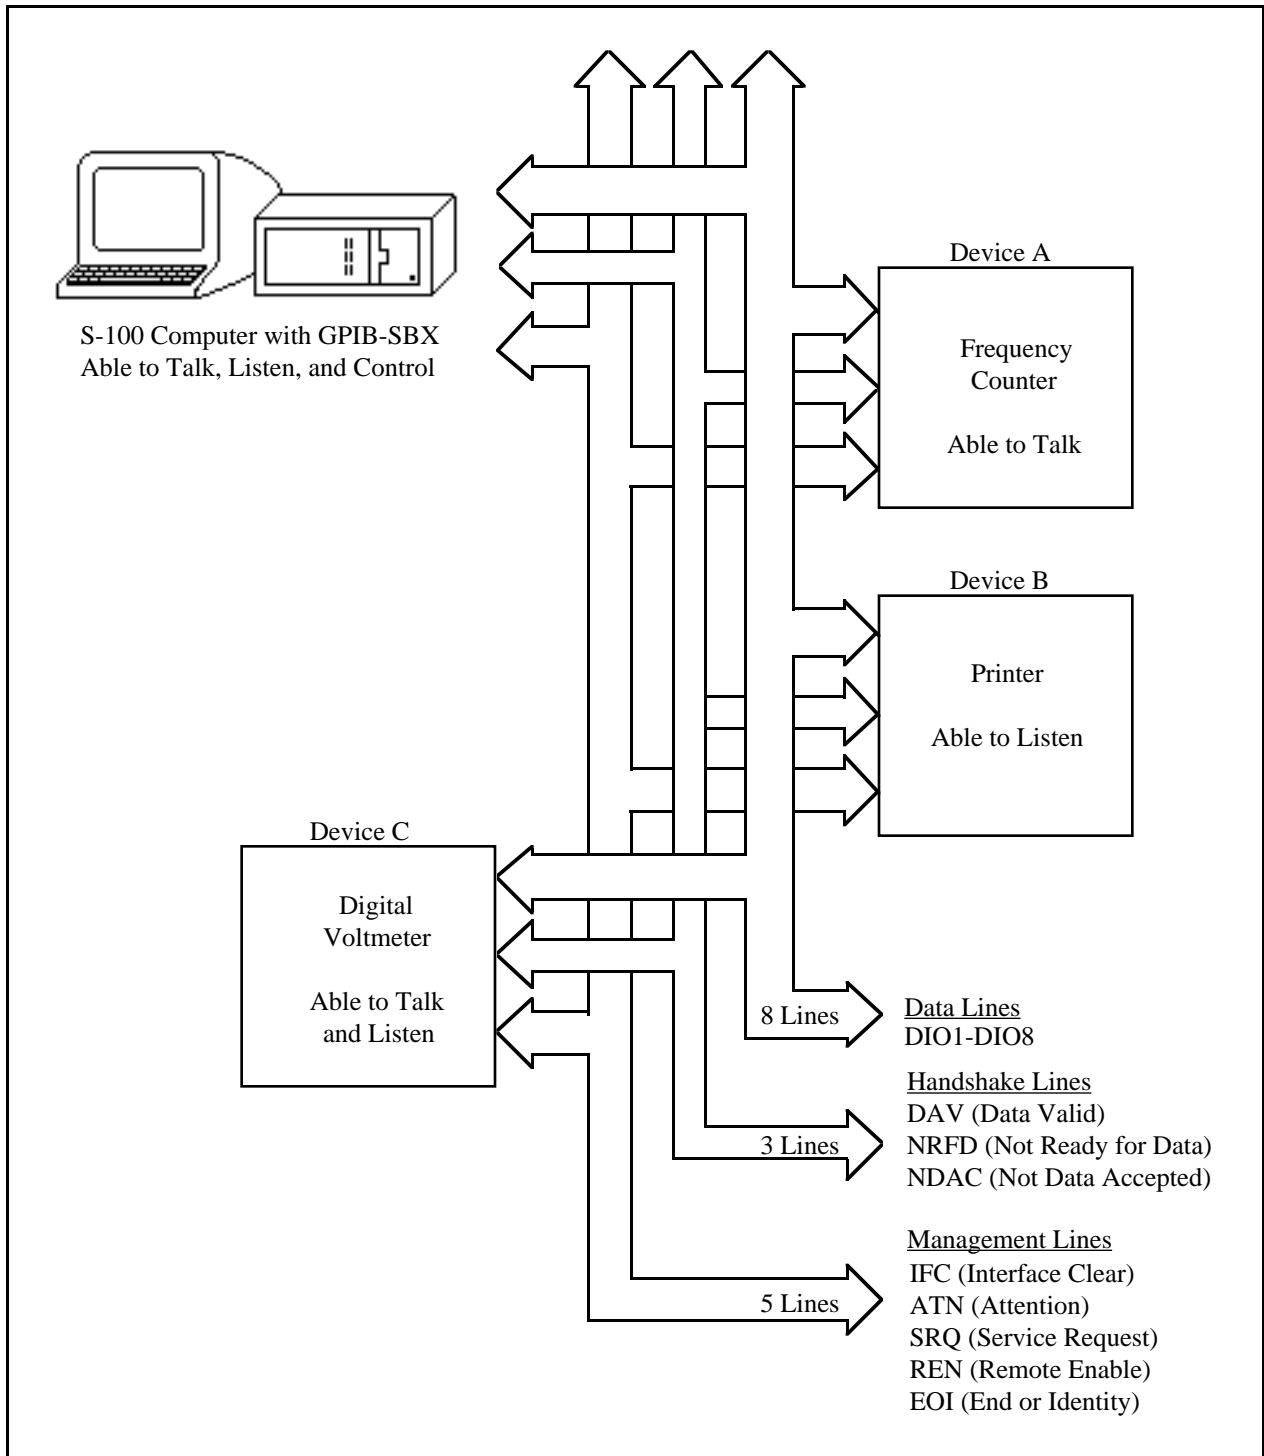 S-100 Computer with GPIB-SBX
Able to Talk, Listen, and Control
Device A
Frequency
Counter
Able to Talk
Device B
Printer
Able to Listen
Device C
Digital
Voltmeter
Able to Talk
and Listen
8 Lines
Data Lines
DIO1-DIO8
3 Lines
Handshake Lines
DAV (Data Valid)
NRFD (Not Ready for Data)
NDAC (Not Data Accepted)
5 Lines
Management Lines
IFC (Interface Clear)
ATN (Attention)
SRQ (Service Request)
REN (Remote Enable)
EOI (End or Identity)